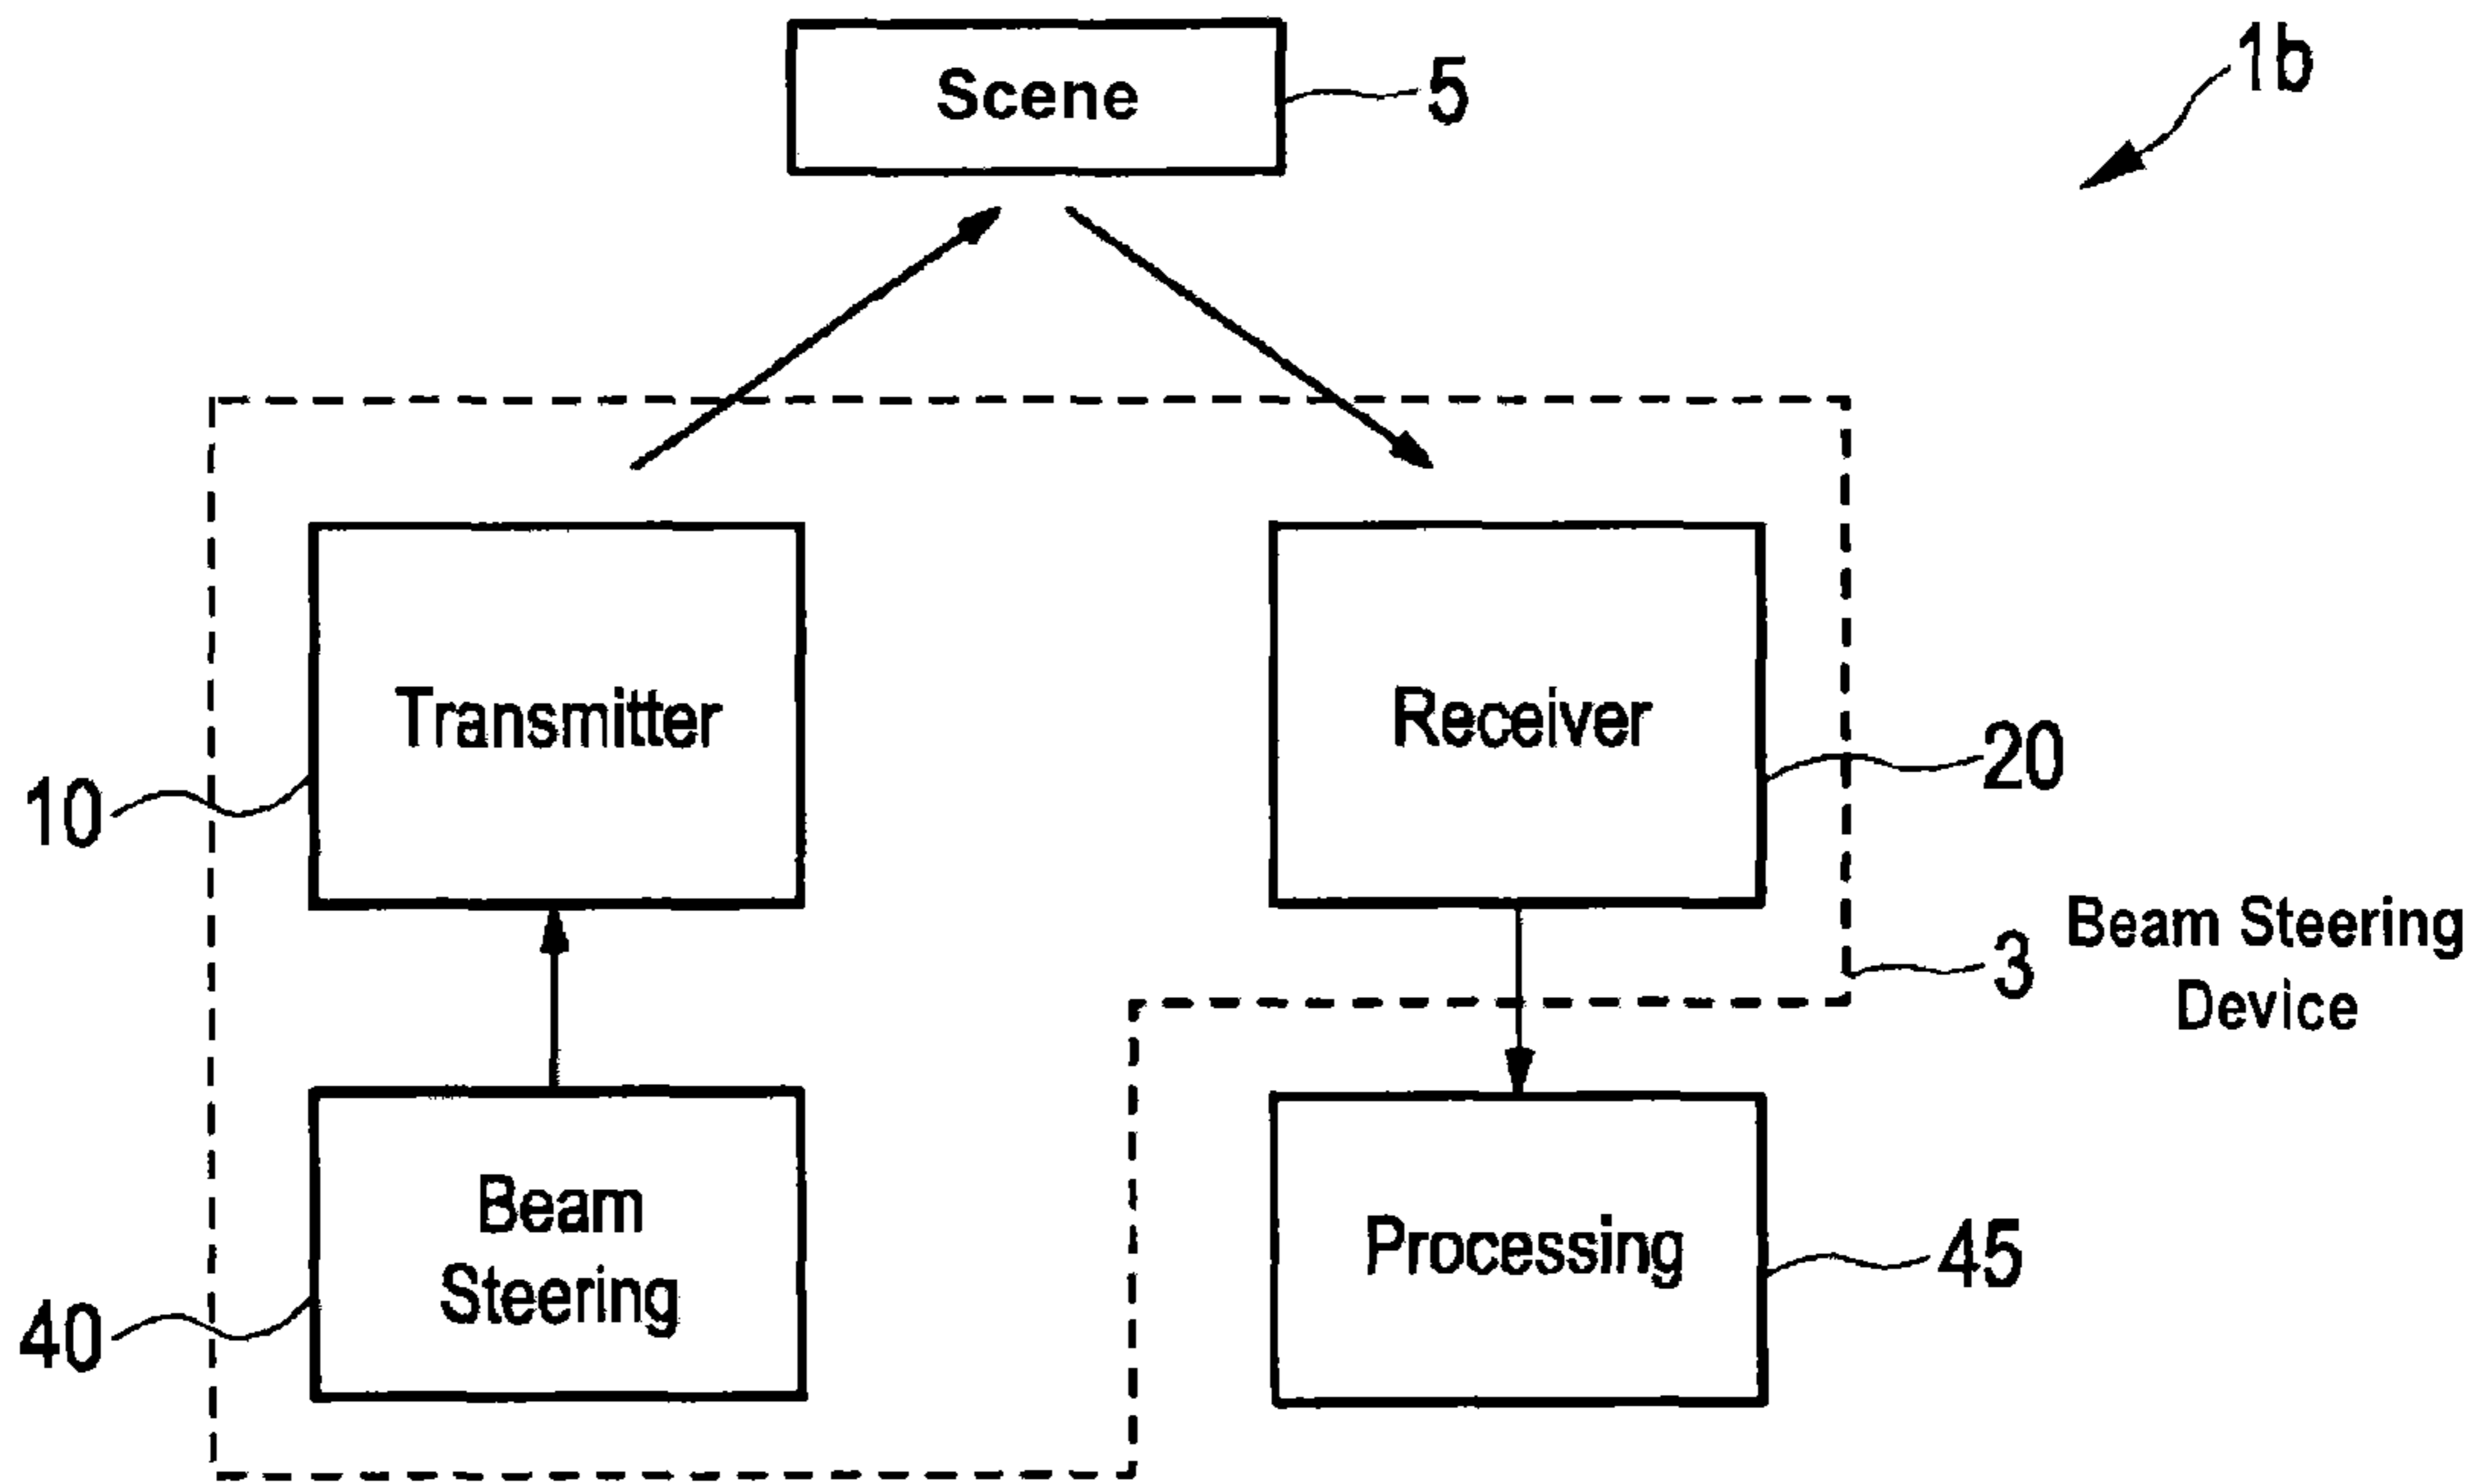 Scene
5
1b
Transmitter
Receiver
10
20
Beam Steering
Device
3
Beam
Steering
Processing
40
45